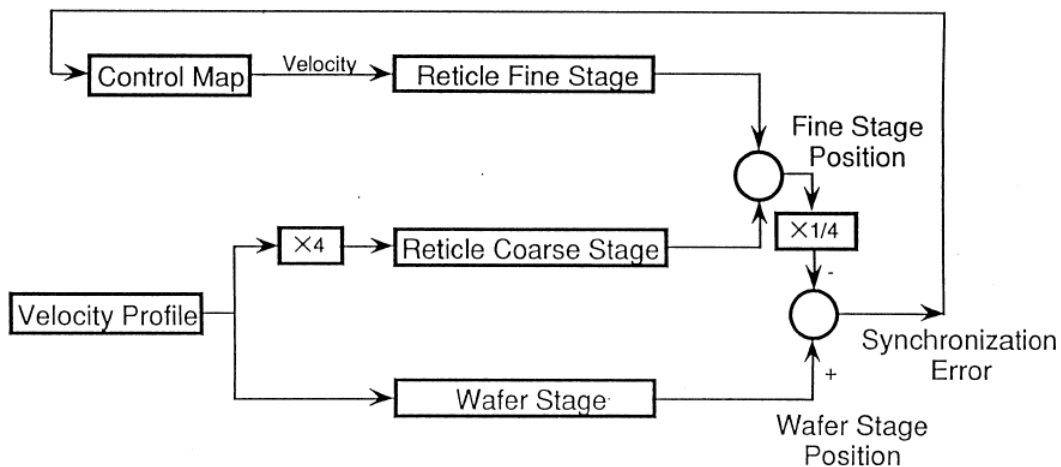 Control Map
Velocity
Reticle Fine Stage
Fine Stage
Position
×4
Reticle Coarse Stage
×1/4
-
Velocity Profile
Synchronization
Error
+
Wafer Stage
Wafer Stage
Position